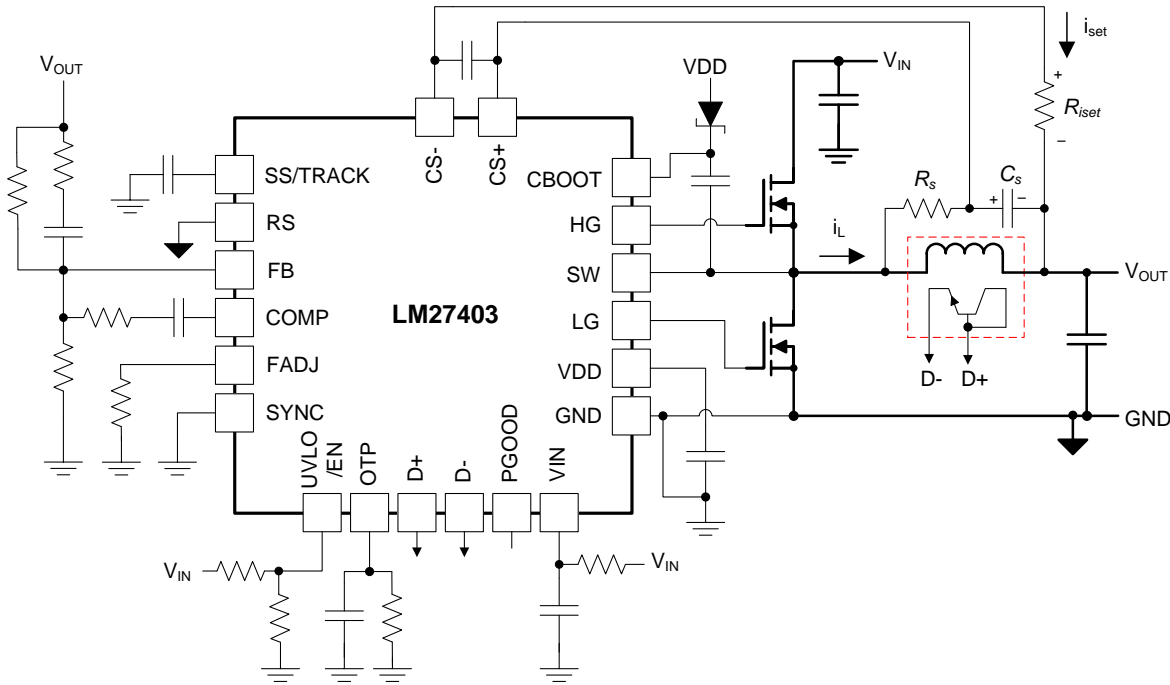 i_set
V_OUT
VDD
V_IN
+
R_iset
−
CS-
CS+
SS/TRACK
CBOOT
R_s
C_s
+
−
RS
HG
i_L
FB
SW
V_OUT
COMP
LM27403
LG
FADJ
VDD
D-
D+
SYNC
GND
GND
UVLO
/EN
OTP
D+
D-
PGOOD
VIN
V_IN
V_IN